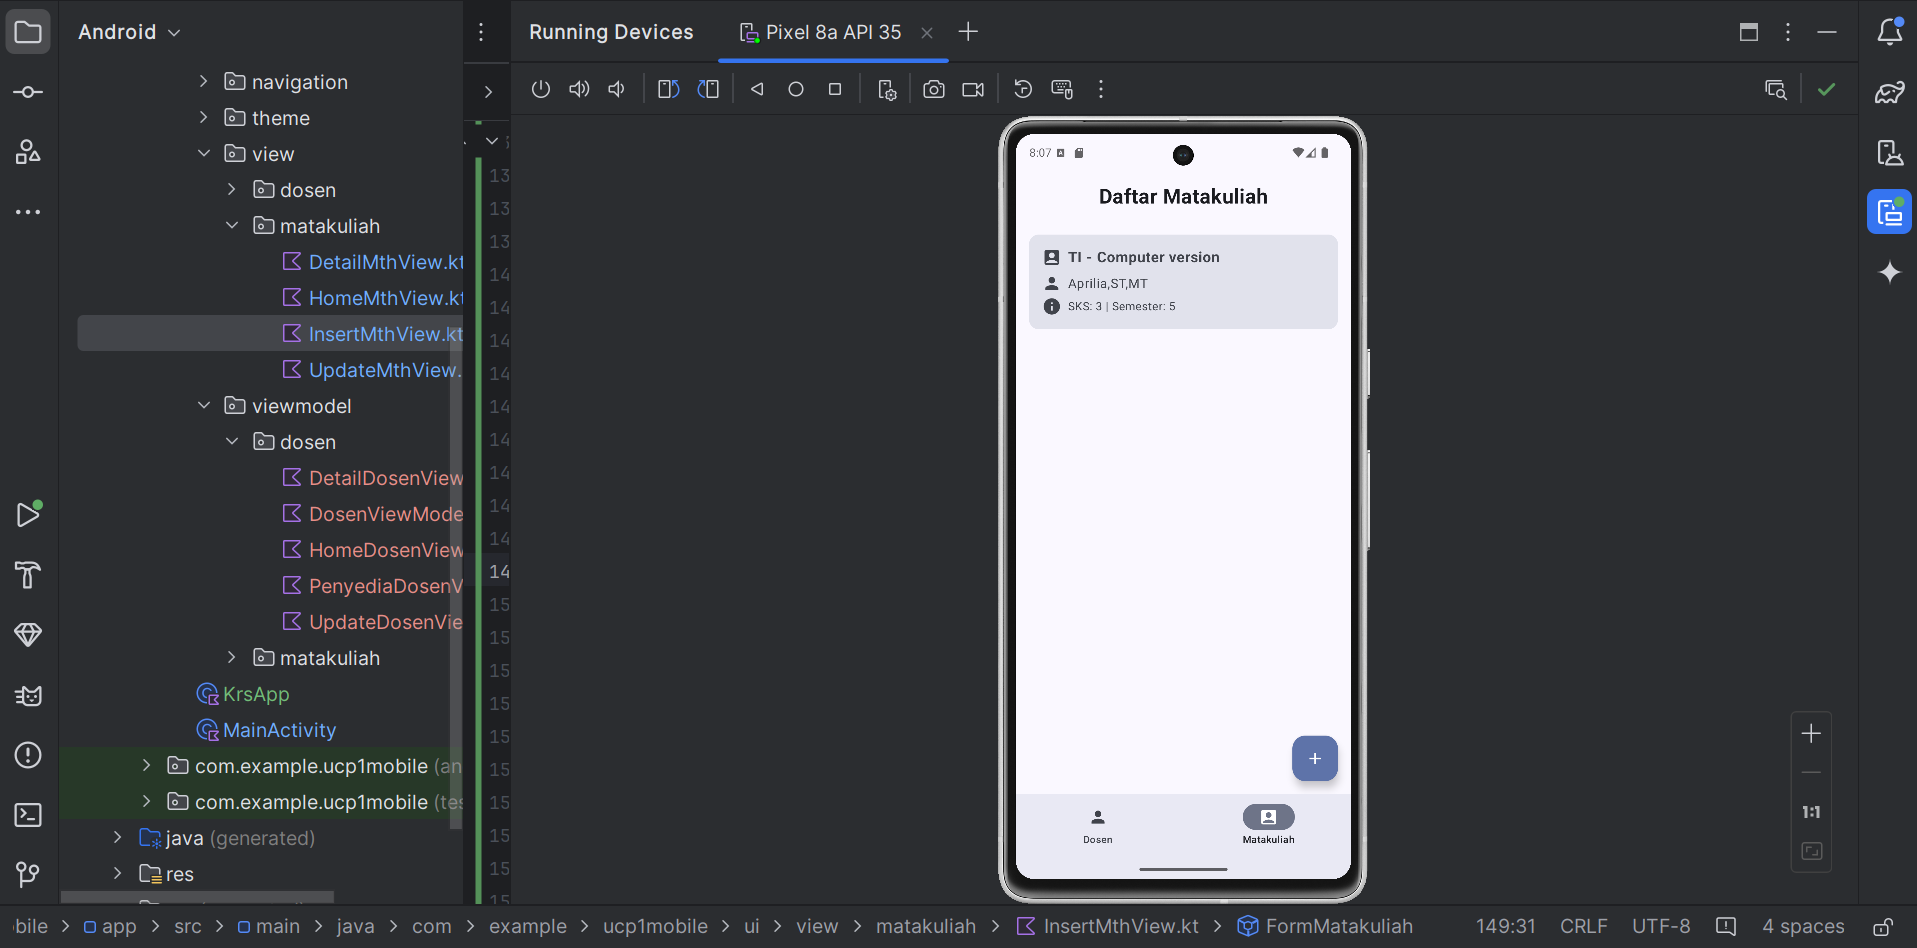 Android
Running Devices
Pixel 8a API 35
navigation
theme
view
dosen
matakuliah
DetailMthView.kt
HomeMthView.kt
InsertMthView.kt
UpdateMthView.
viewmodel
dosen
DetailDosenView
DosenViewMode
HomeDosenView
PenyediaDosenV
UpdateDosenVie
matakuliah
KrsApp
MainActivity
com.example.ucp1mobile (an
com.example.ucp1mobile (tes
java (generated)
res
13
13
13
14
14
14
14
14
14
14
14
14
14
15
15
15
15
15
15
15
15
15
15
8:07
Daftar Matakuliah
TI - Computer version
Aprilia,ST,MT
SKS: 3 | Semester: 5
+
Dosen
Matakuliah
1:1
bile > app > src > main > java > com > example > ucp1mobile > ui > view > matakuliah > InsertMthView.kt > FormMatakuliah
149:31 CRLF UTF-8 4 spaces